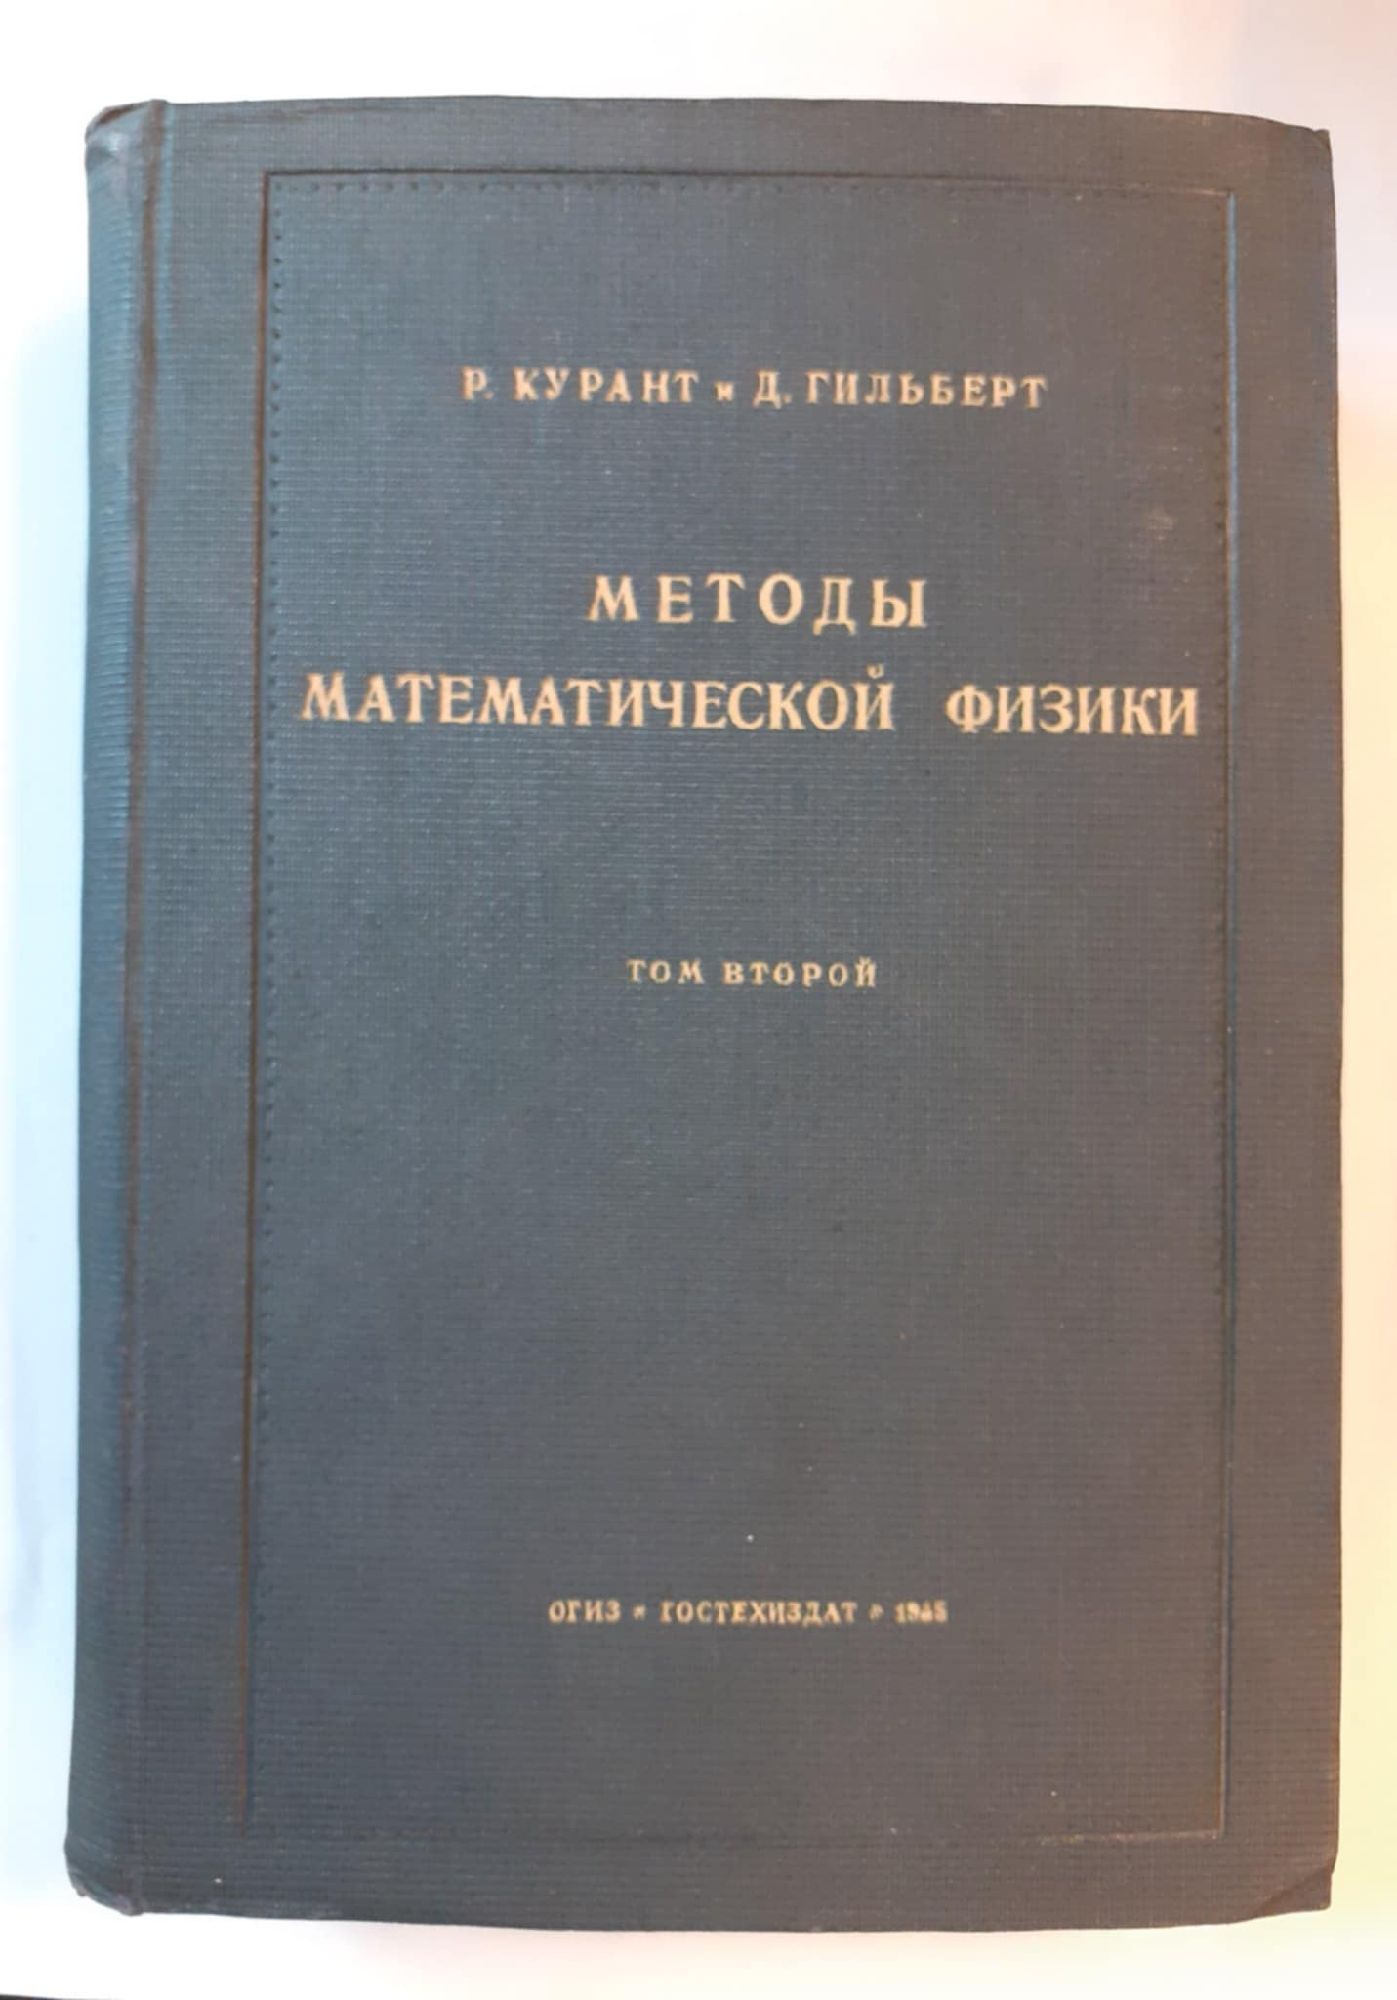 Р. КУРАНТ и Д. ГИЛЬБЕРТ
МЕТОДЫ
МАТЕМАТИЧЕСКОЙ ФИЗИКИ
ТОМ ВТОРОЙ
ОГИЗ * ГОСТЕХИЗДАТ * 1945